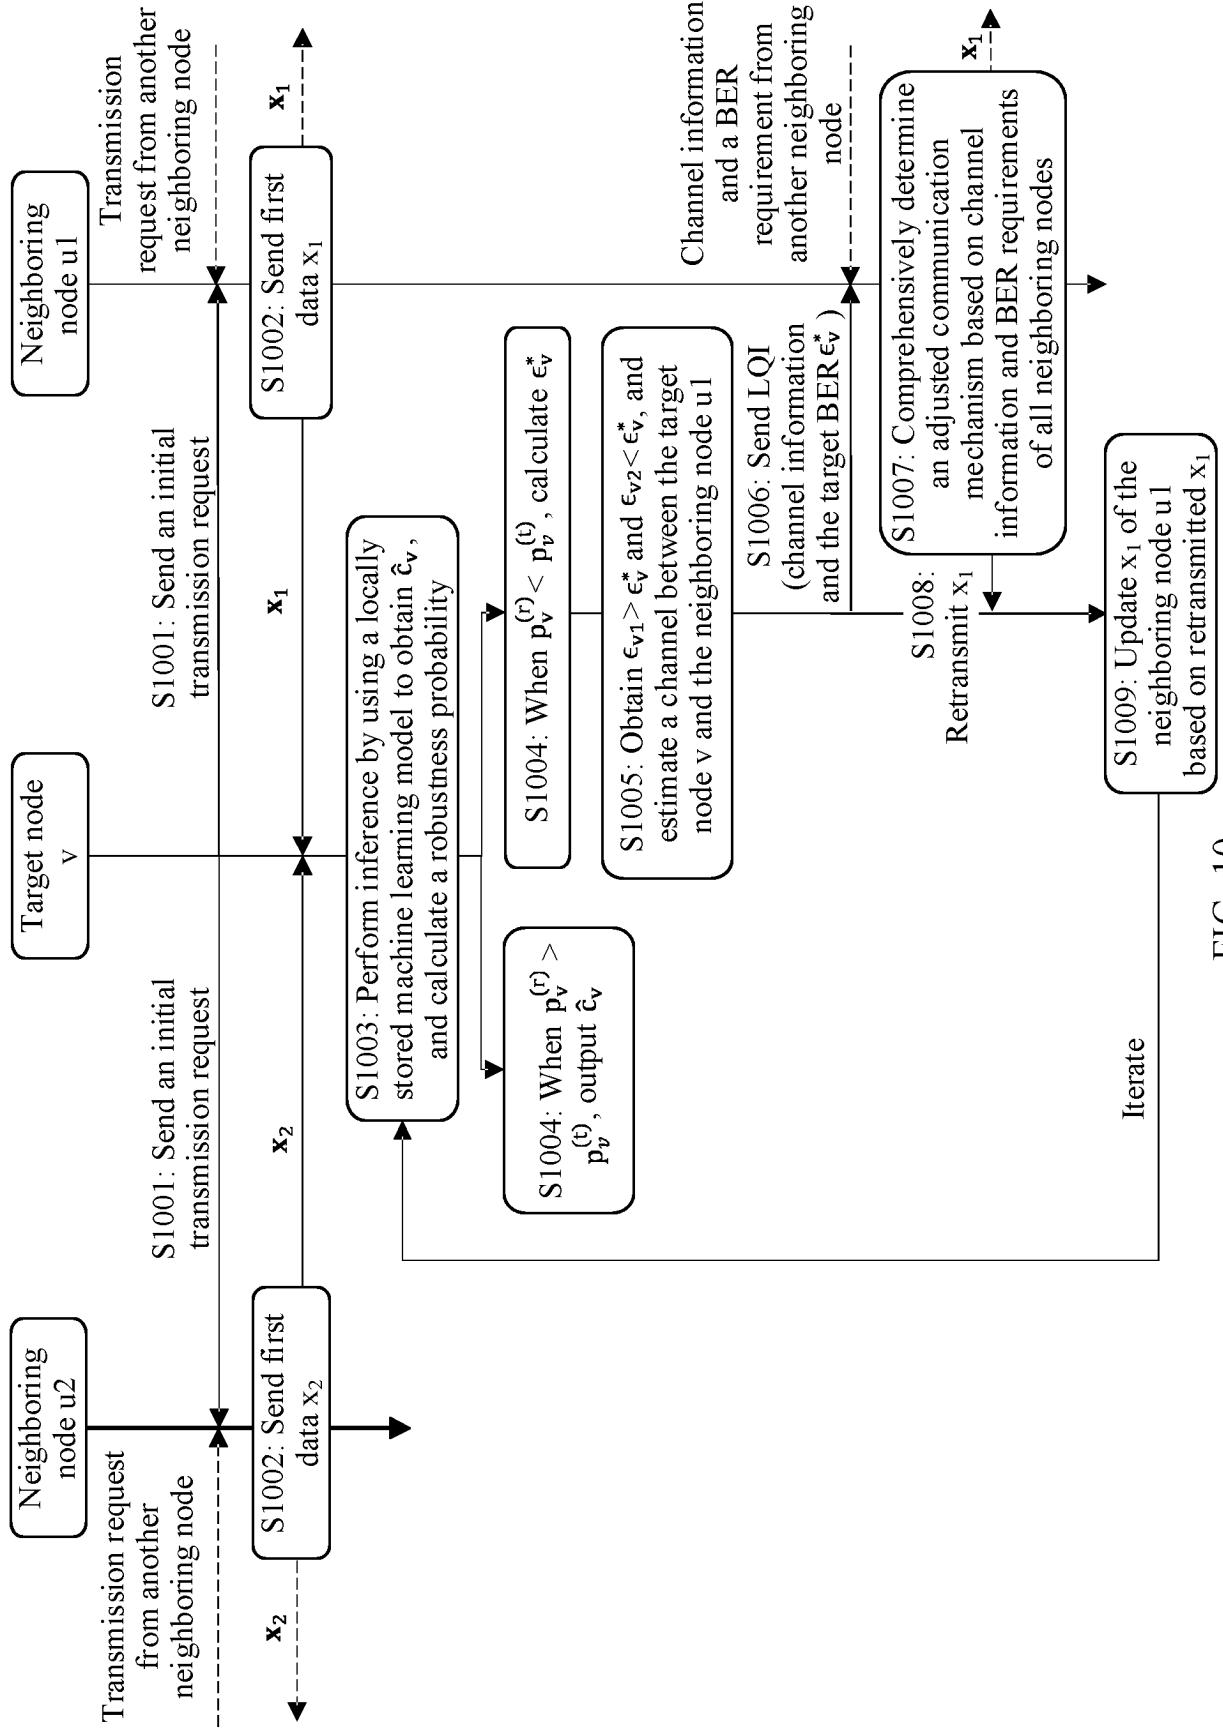 Neighboring
node u2
Target node
v
Neighboring
node u1
Transmission request
from another
neighboring node
S1001: Send an initial
transmission request
S1001: Send an initial
transmission request
Transmission
request from another
neighboring node
x₂
S1002: Send first
data x₂
x₂
x₁
S1002: Send first
data x₁
x₁
S1003: Perform inference by using a locally
stored machine learning model to obtain ĉᵥ,
and calculate a robustness probability
S1004: When pᵥ⁽ʳ⁾ >
pᵥ⁽ᵗ⁾, output ĉᵥ
S1004: When pᵥ⁽ʳ⁾ < pᵥ⁽ᵗ⁾, calculate ϵᵥ*
S1005: Obtain ϵᵥ₁> ϵᵥ* and ϵᵥ₂< ϵᵥ*, and
estimate a channel between the target
node v and the neighboring node u1
S1006: Send LQI
(channel information
and the target BER ϵᵥ* )
Channel information
and a BER
requirement from
another neighboring
node
S1007: Comprehensively determine
an adjusted communication
mechanism based on channel
information and BER requirements
of all neighboring nodes
x₁
S1008:
Retransmit x₁
S1009: Update x₁ of the
neighboring node u1
based on retransmitted x₁
Iterate